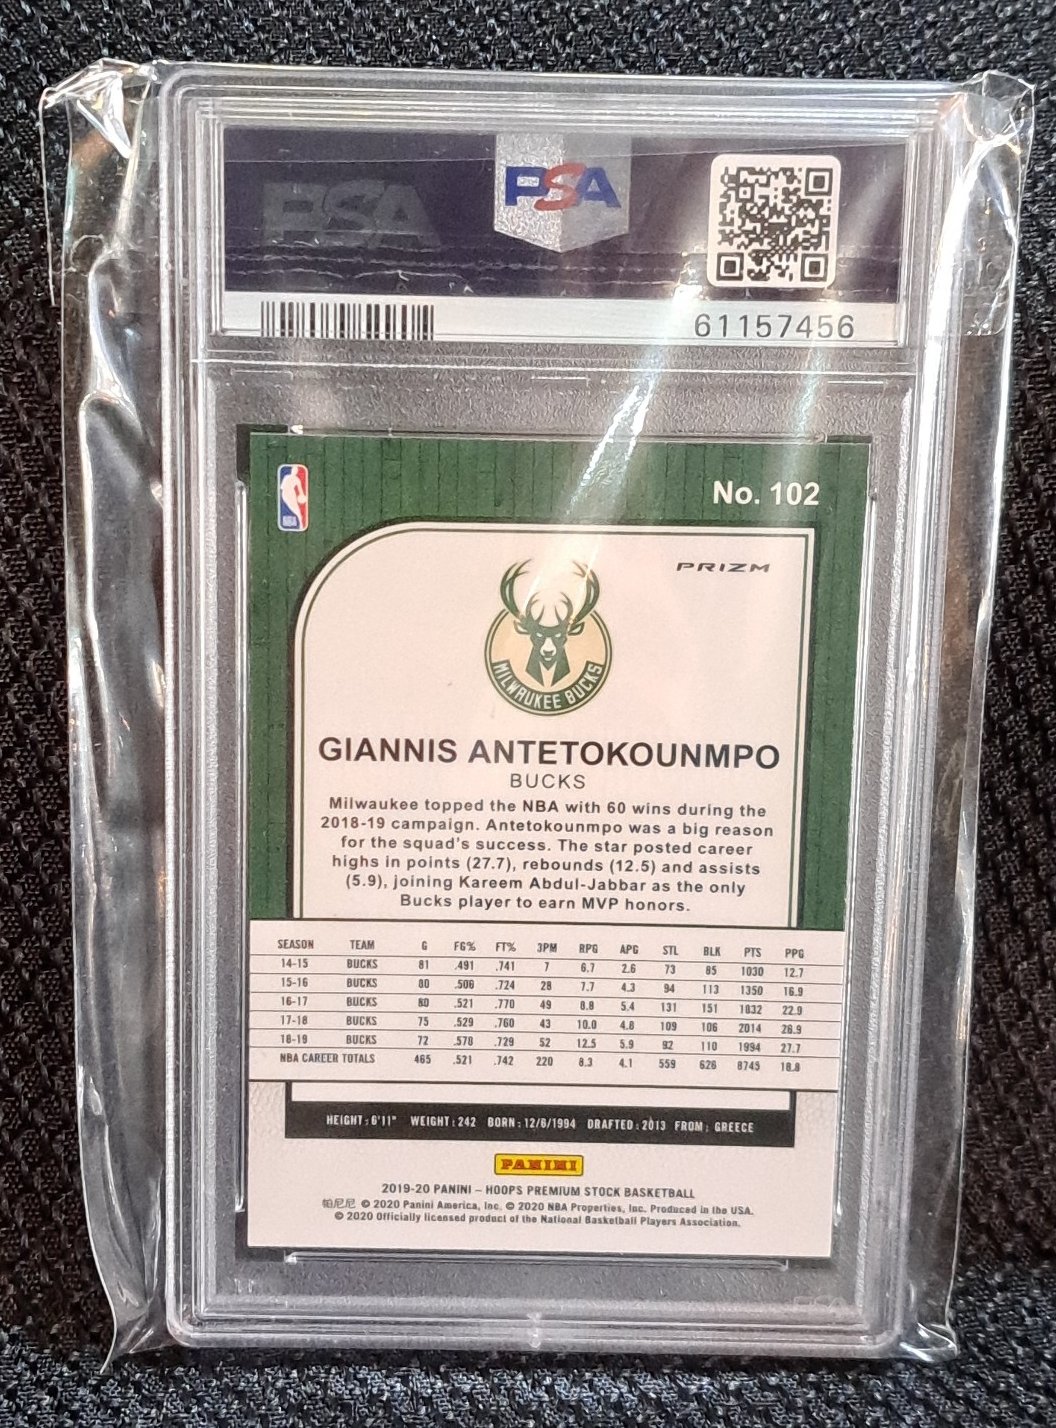 PSA
PSA
61157456
NBA
No. 102
PRIZM
MILWAUKEE BUCKS
GIANNIS ANTETOKOUNMPO
BUCKS
Milwaukee topped the NBA with 60 wins during the
2018-19 campaign. Antetokounmpo was a big reason
for the squad's success. The star posted career
highs in points (27.7), rebounds (12.5) and assists
(5.9), joining Kareem Abdul-Jabbar as the only
Bucks player to earn MVP honors.
SEASON TEAM G FG% FT% 3PM RPG APG STL BLK PTS PPG
14-15 BUCKS 81 .491 .741 7 6.7 2.6 73 85 1030 12.7
15-16 BUCKS 80 .506 .724 28 7.7 4.3 94 113 1350 16.9
16-17 BUCKS 80 .521 .770 49 8.8 5.4 131 151 1832 22.9
17-18 BUCKS 75 .529 .760 43 10.0 4.8 109 106 2014 26.9
18-19 BUCKS 72 .578 .729 52 12.5 5.9 92 110 1994 27.7
NBA CAREER TOTALS 465 .521 .742 220 8.3 4.1 559 626 8745 18.8
HEIGHT: 6'11" WEIGHT: 242 BORN: 12/6/1994 DRAFTED: 2013 FROM: GREECE
PANINI
2019-20 PANINI – HOOPS PREMIUM STOCK BASKETBALL
帕尼尼 © 2020 Panini America, Inc. © 2020 NBA Properties, Inc. Produced in the USA.
© 2020 Officially licensed product of the National Basketball Players Association.